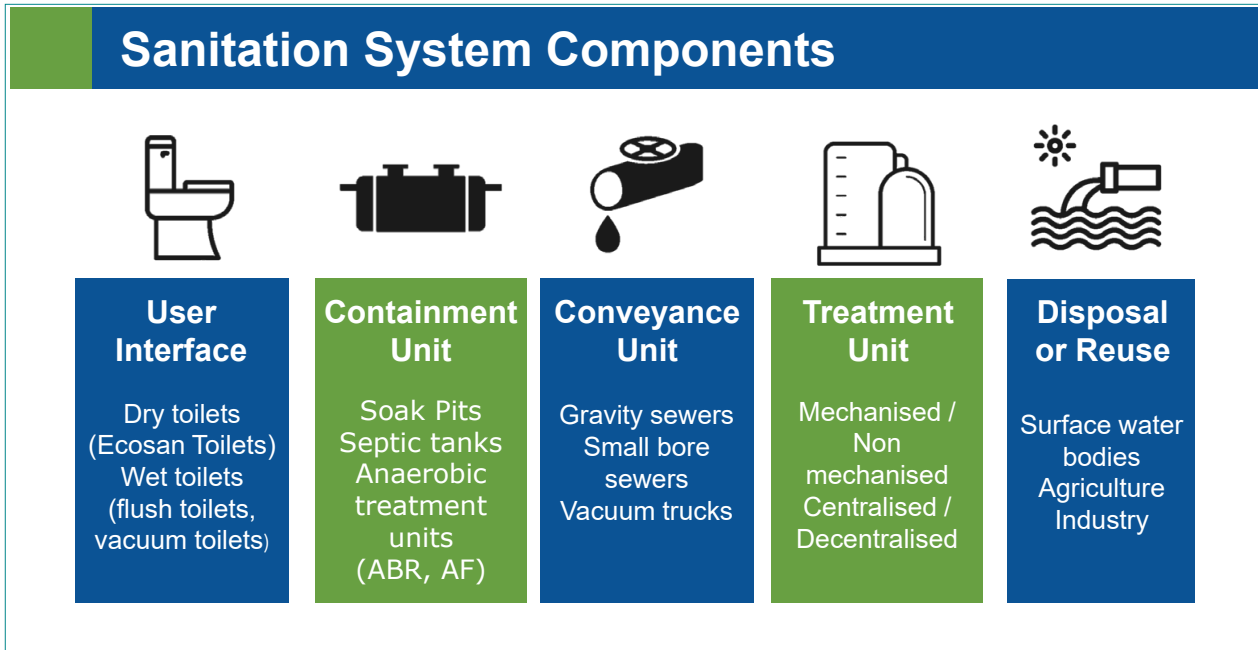 Sanitation System Components
User
Interface
Dry toilets
(Ecosan Toilets)
Wet toilets
(flush toilets,
vacuum toilets)
Containment
Unit
Soak Pits
Septic tanks
Anaerobic
treatment
units
(ABR, AF)
Conveyance
Unit
Gravity sewers
Small bore
sewers
Vacuum trucks
Treatment
Unit
Mechanised /
Non
mechanised
Centralised /
Decentralised
Disposal
or Reuse
Surface water
bodies
Agriculture
Industry